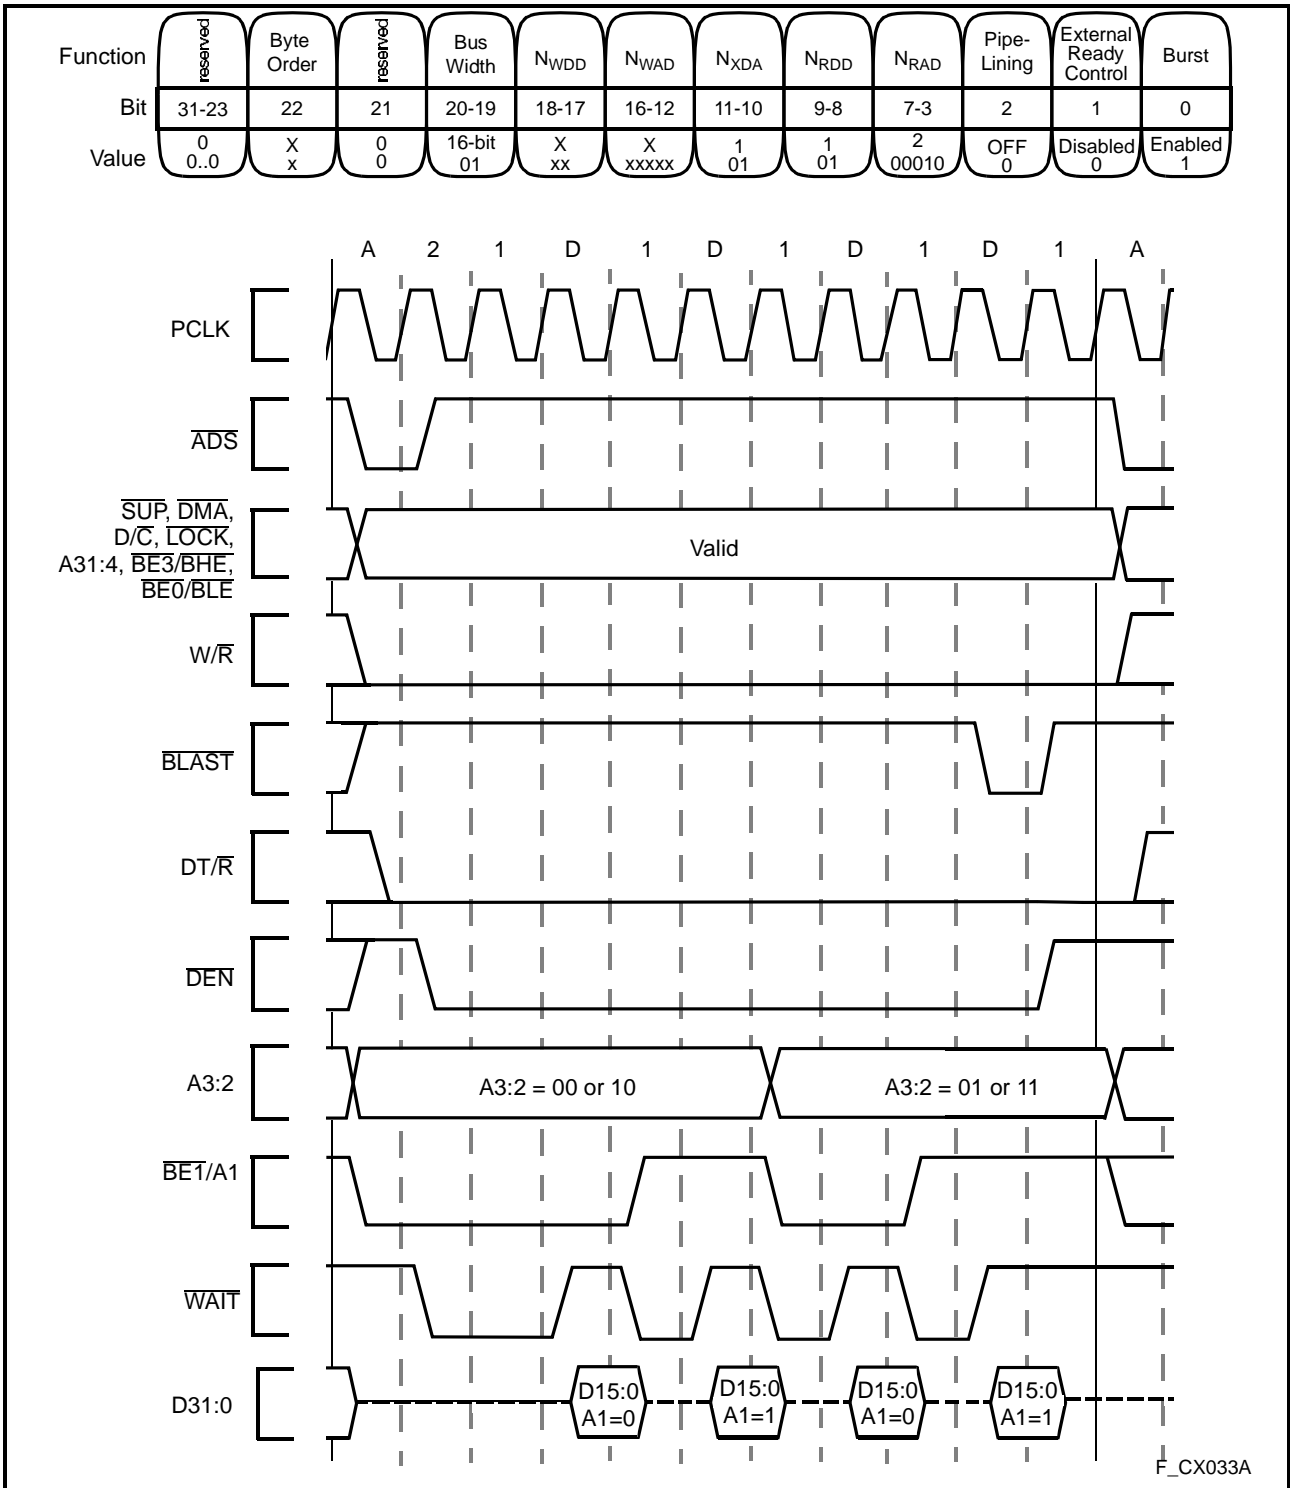 Function reserved Byte Order reserved Bus Width NWDD NWAD NXDA NRDD NRAD Pipe-Lining External Ready Control Burst
Bit 31-23 22 21 20-19 18-17 16-12 11-10 9-8 7-3 2 1 0
Value 0 X 0 16-bit X X 1 1 2 OFF Disabled Enabled
0..0 x 0 01 xx xxxxx 01 01 00010 0 0 1
A 2 1 D 1 D 1 D 1 D 1 A
PCLK
ADS
SUP, DMA,
D/C, LOCK,
A31:4, BE3/BHE,
BE0/BLE
Valid
W/R
BLAST
DT/R
DEN
A3:2
A3:2 = 00 or 10
A3:2 = 01 or 11
BE1/A1
WAIT
D31:0
D15:0 D15:0 D15:0 D15:0
A1=0 A1=1 A1=0 A1=1
F_CX033A